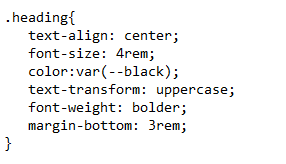 .heading{
   text-align: center;
   font-size: 4rem;
   color:var(--black);
   text-transform: uppercase;
   font-weight: bolder;
   margin-bottom: 3rem;
}